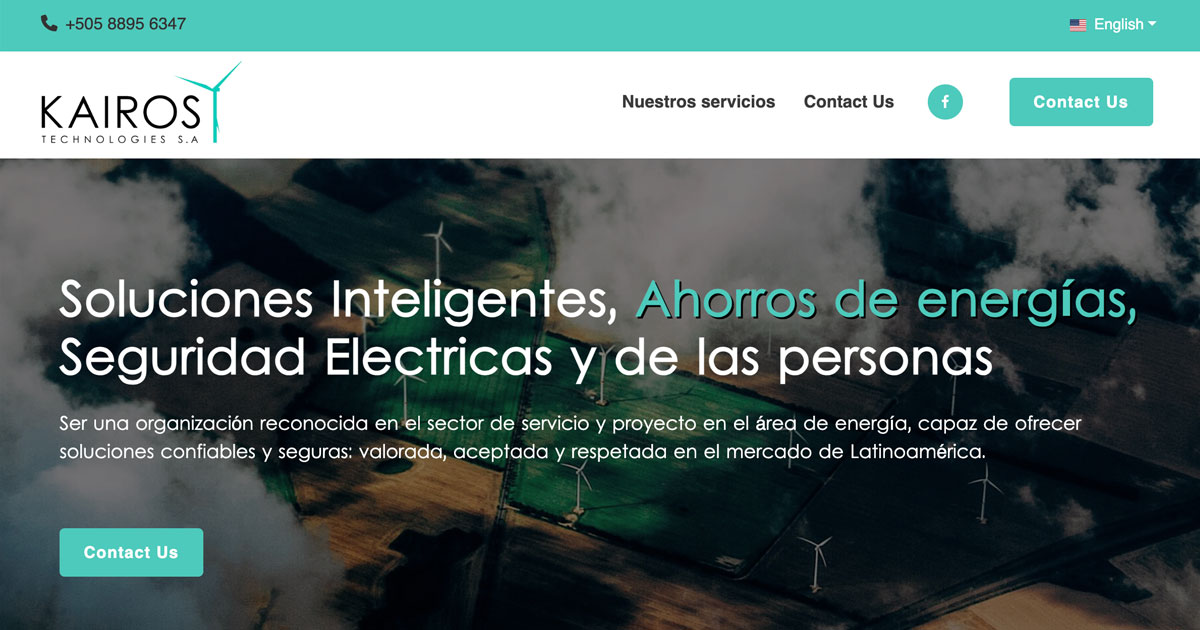 +505 8895 6347
English
KAIROS
TECHNOLOGIES S.A
Nuestros servicios
Contact Us
Contact Us
Soluciones Inteligentes, Ahorros de energías,
Seguridad Electricas y de las personas
Ser una organización reconocida en el sector de servicio y proyecto en el área de energía, capaz de ofrecer
soluciones confiables y seguras: valorada, aceptada y respetada en el mercado de Latinoamérica.
Contact Us